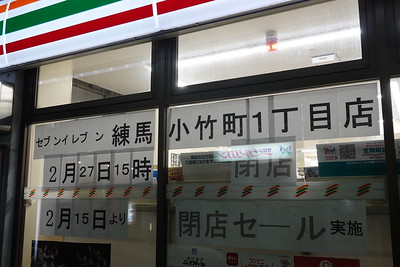 セブンイレブン 練馬 小竹町1丁目店
2月27日15時 閉店
2月15日より 閉店セール 実施